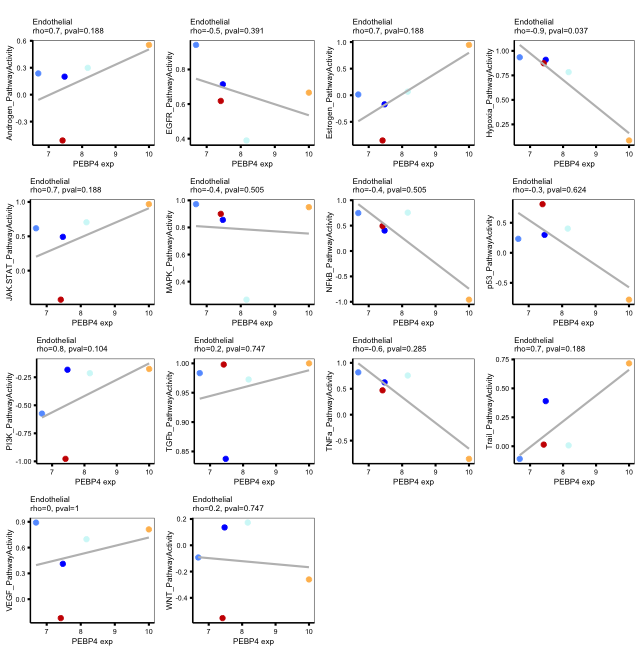 Endothelial
rho=0.7, pval=0.188
0.6
0.3
0.0
-0.3
Androgen_PathwayActivity
7 8 9 10
PEBP4 exp
Endothelial
rho=-0.5, pval=0.391
0.8
0.6
0.4
EGFR_PathwayActivity
7 8 9 10
PEBP4 exp
Endothelial
rho=0.7, pval=0.188
1.0
0.5
0.0
-0.5
Estrogen_PathwayActivity
7 8 9 10
PEBP4 exp
Endothelial
rho=-0.9, pval=0.037
1.00
0.75
0.50
0.25
Hypoxia_PathwayActivity
7 8 9 10
PEBP4 exp
Endothelial
rho=0.7, pval=0.188
1.0
0.5
0.0
JAK.STAT_PathwayActivity
7 8 9 10
PEBP4 exp
Endothelial
rho=-0.4, pval=0.505
1.0
0.8
0.6
0.4
MAPK_PathwayActivity
7 8 9 10
PEBP4 exp
Endothelial
rho=-0.4, pval=0.505
1.0
0.5
0.0
-0.5
-1.0
NFkB_PathwayActivity
7 8 9 10
PEBP4 exp
Endothelial
rho=-0.3, pval=0.624
0.5
0.0
-0.5
p53_PathwayActivity
7 8 9 10
PEBP4 exp
Endothelial
rho=0.8, pval=0.104
-0.25
-0.50
-0.75
-1.00
PI3K_PathwayActivity
7 8 9 10
PEBP4 exp
Endothelial
rho=0.2, pval=0.747
1.00
0.95
0.90
0.85
TGFb_PathwayActivity
7 8 9 10
PEBP4 exp
Endothelial
rho=-0.6, pval=0.285
1.0
0.5
0.0
-0.5
TNFa_PathwayActivity
7 8 9 10
PEBP4 exp
Endothelial
rho=0.7, pval=0.188
0.75
0.50
0.25
0.00
Trail_PathwayActivity
7 8 9 10
PEBP4 exp
Endothelial
rho=0, pval=1
0.9
0.6
0.3
0.0
VEGF_PathwayActivity
7 8 9 10
PEBP4 exp
Endothelial
rho=0.2, pval=0.747
0.2
0.0
-0.2
-0.4
WNT_PathwayActivity
7 8 9 10
PEBP4 exp